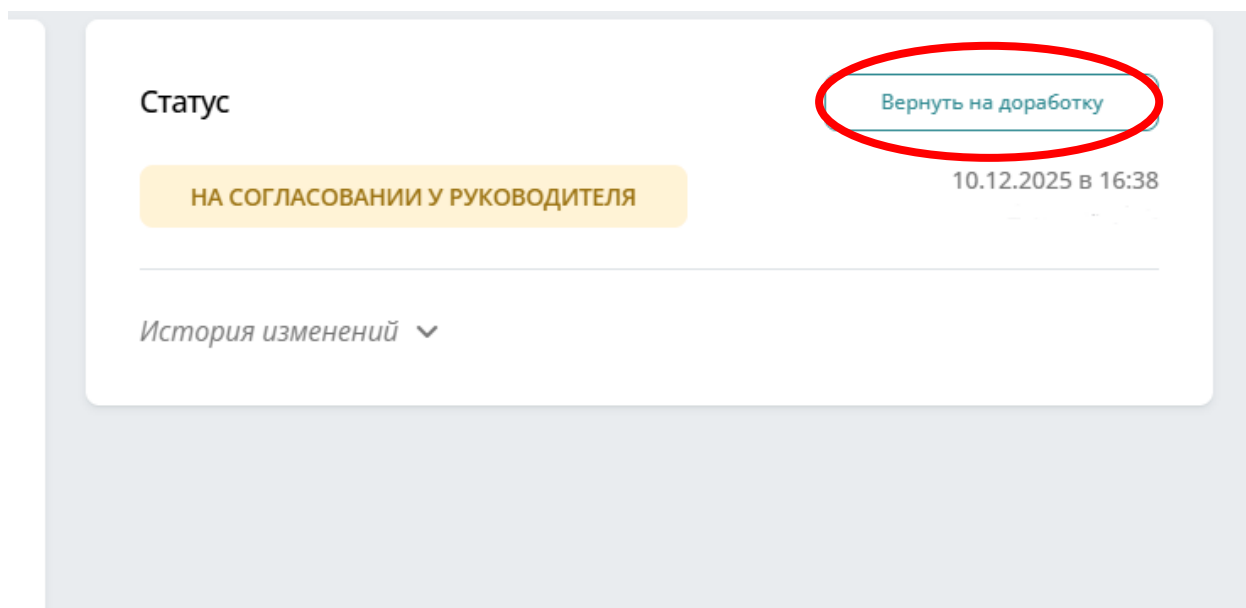 Статус
Вернуть на доработку
НА СОГЛАСОВАНИИ У РУКОВОДИТЕЛЯ
10.12.2025 в 16:38
История изменений